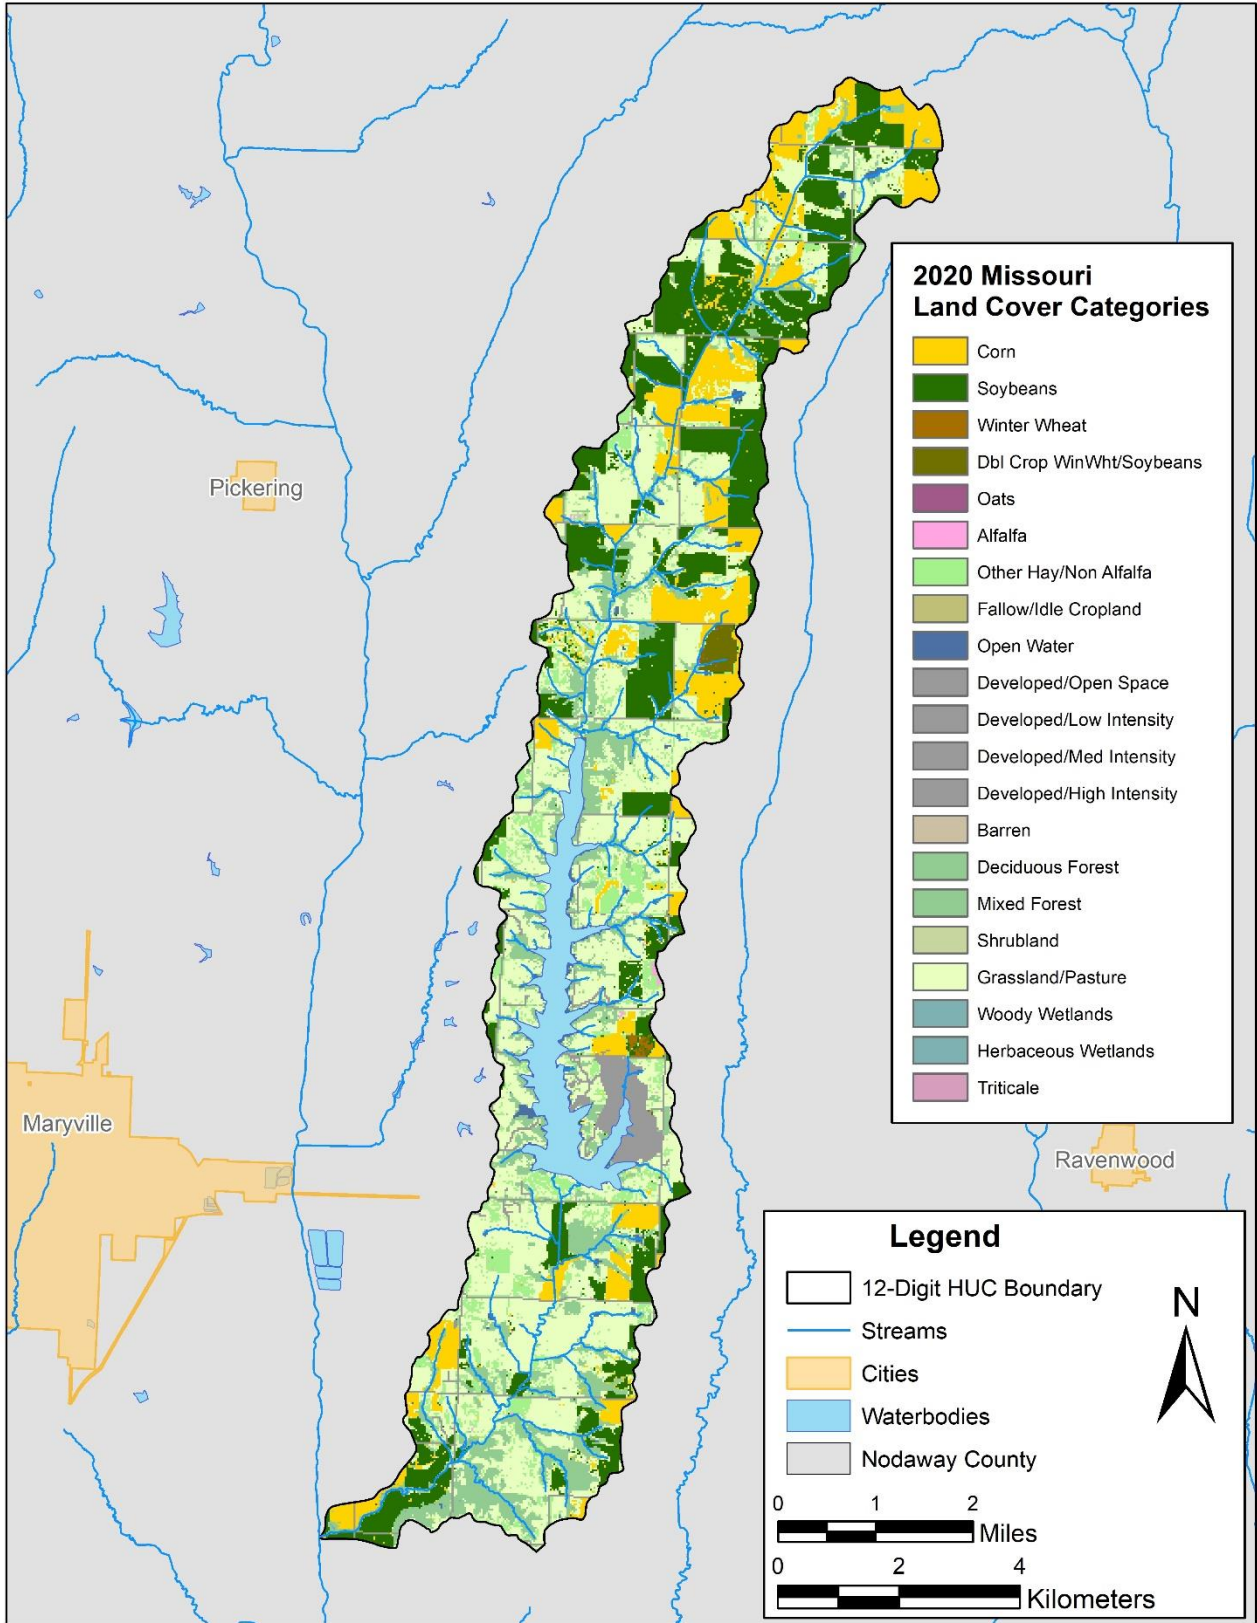 Pickering
Maryville
Ravenwood
2020 Missouri
Land Cover Categories
Corn
Soybeans
Winter Wheat
Dbl Crop WinWht/Soybeans
Oats
Alfalfa
Other Hay/Non Alfalfa
Fallow/Idle Cropland
Open Water
Developed/Open Space
Developed/Low Intensity
Developed/Med Intensity
Developed/High Intensity
Barren
Deciduous Forest
Mixed Forest
Shrubland
Grassland/Pasture
Woody Wetlands
Herbaceous Wetlands
Triticale
Legend
12-Digit HUC Boundary
Streams
Cities
Waterbodies
Nodaway County
N
0 1 2
Miles
0 2 4
Kilometers